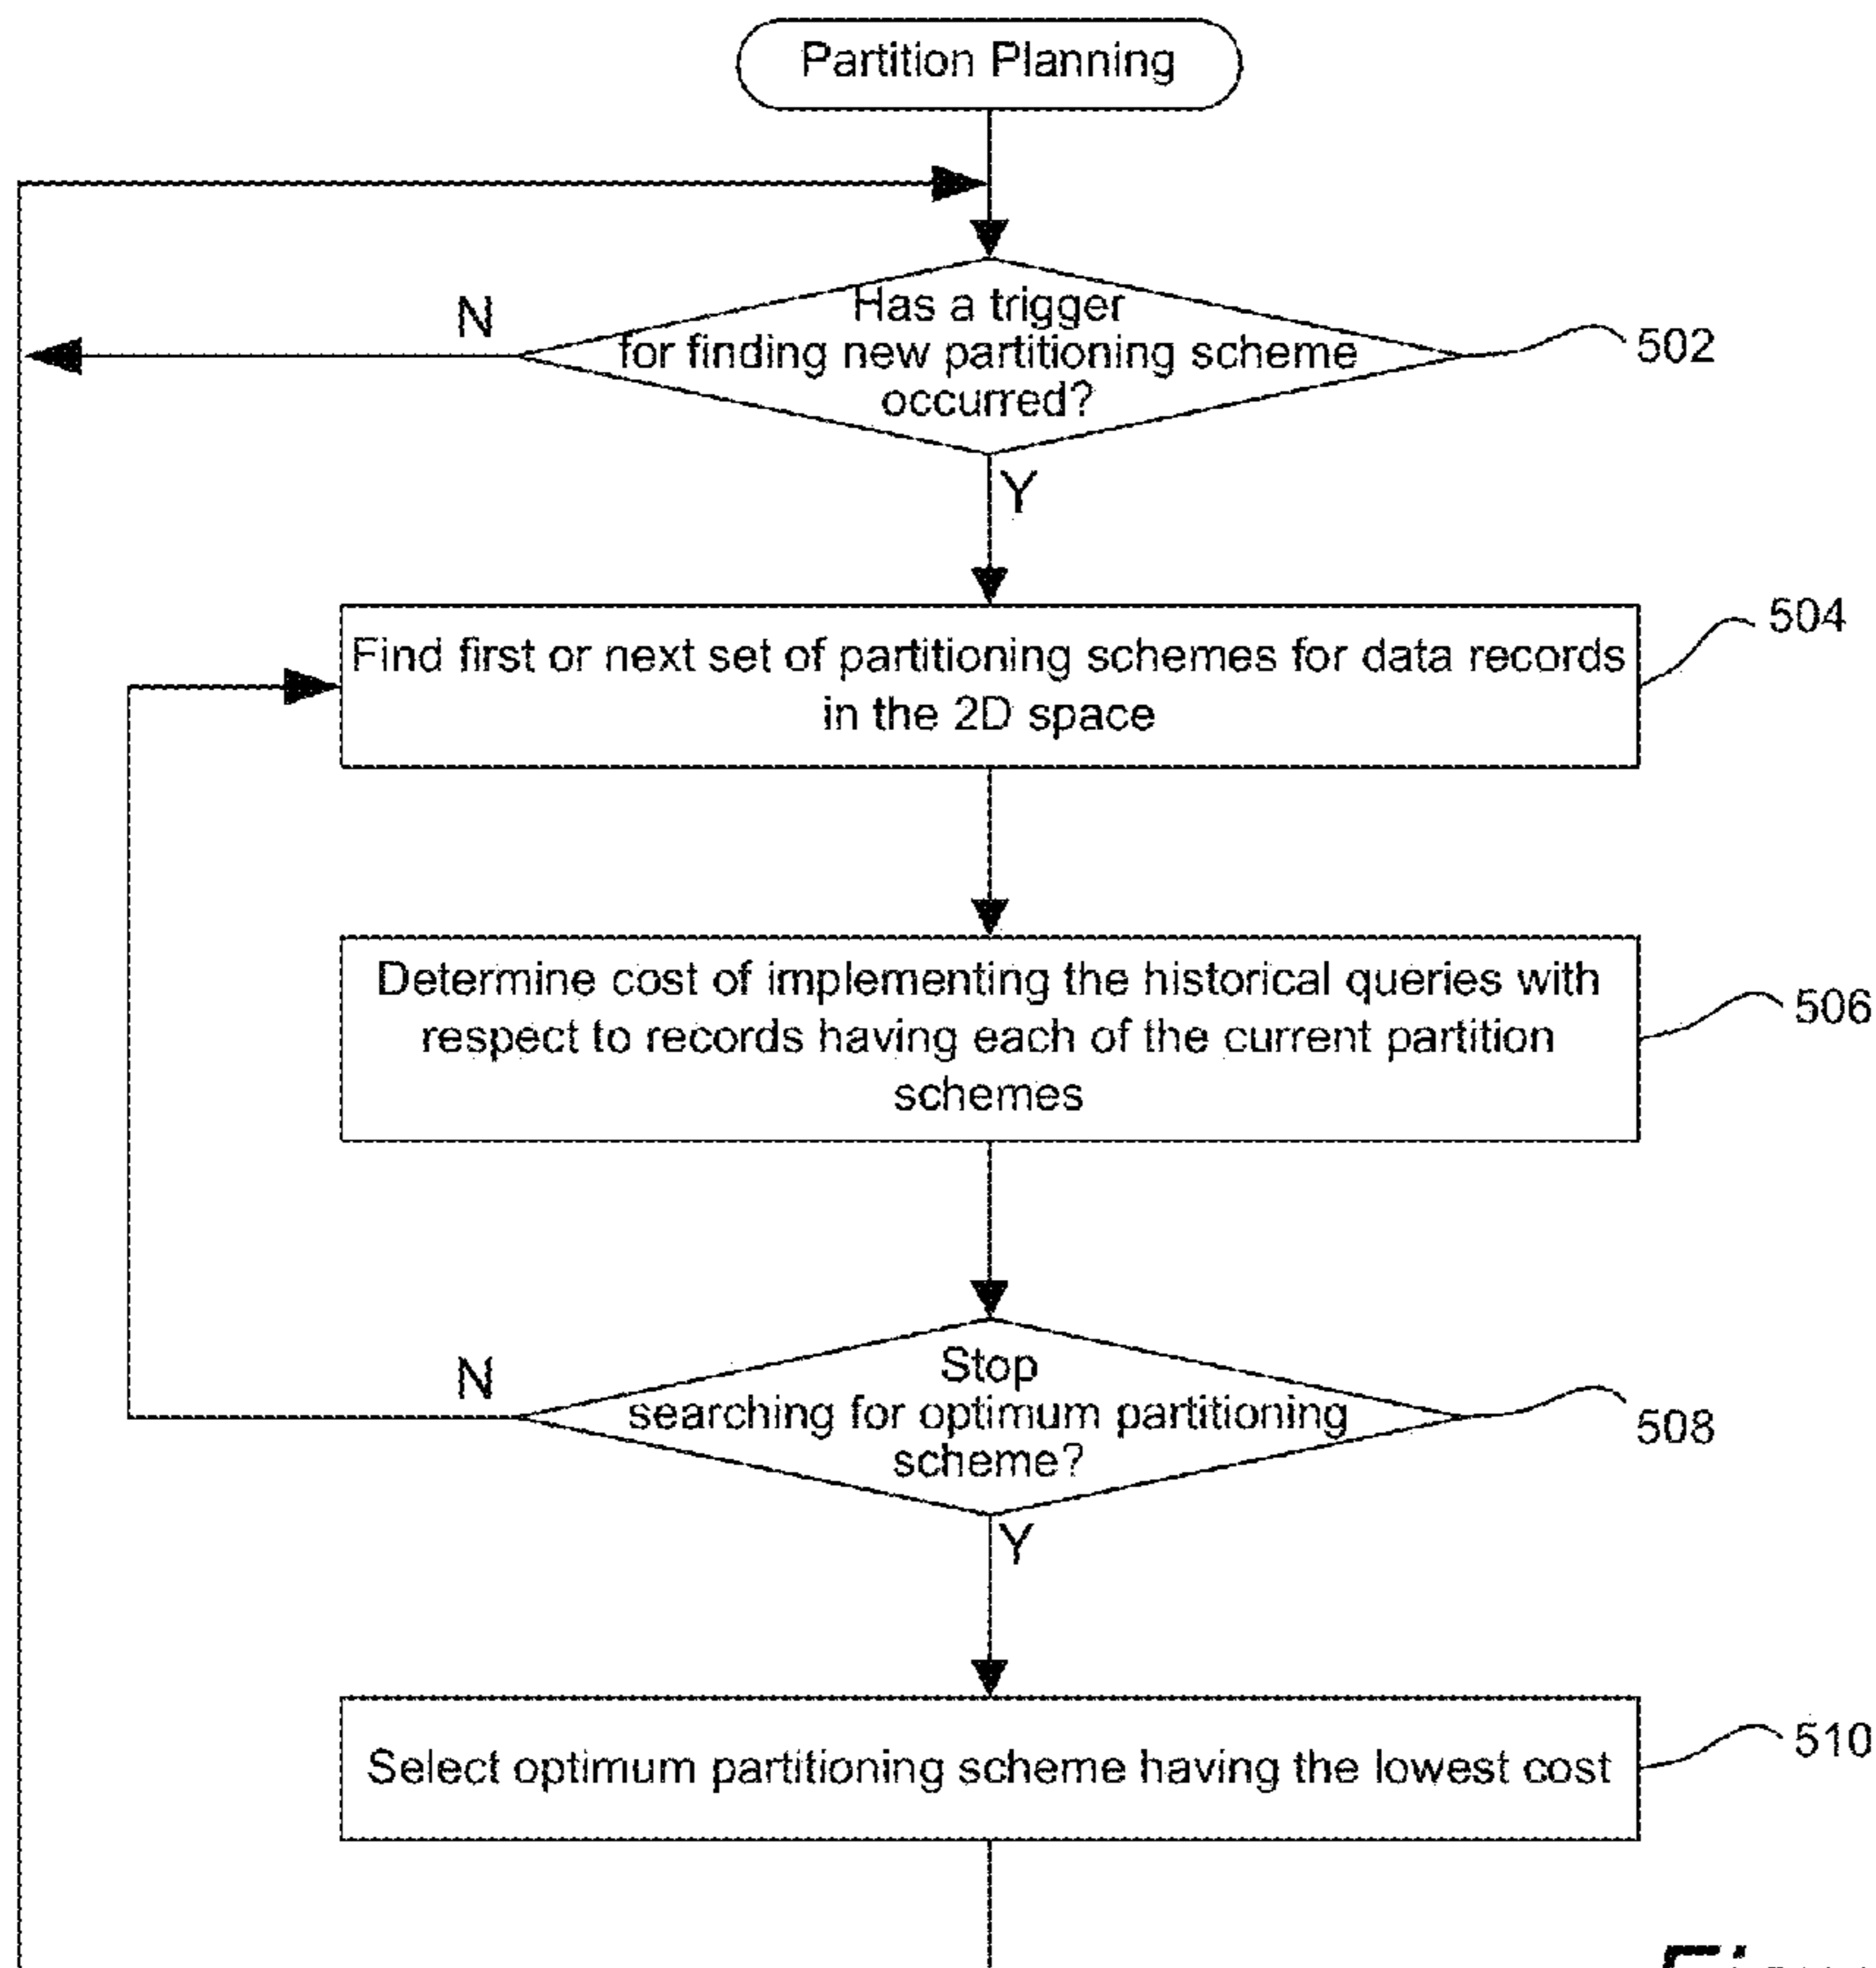 Partition Planning
N
Has a trigger
for finding new partitioning scheme
occurred?
502
Y
504
Find first or next set of partitioning schemes for data records
in the 2D space
Determine cost of implementing the historical queries with
respect to records having each of the current partition
schemes
506
N
Stop
searching for optimum partitioning
scheme?
508
Y
Select optimum partitioning scheme having the lowest cost
510